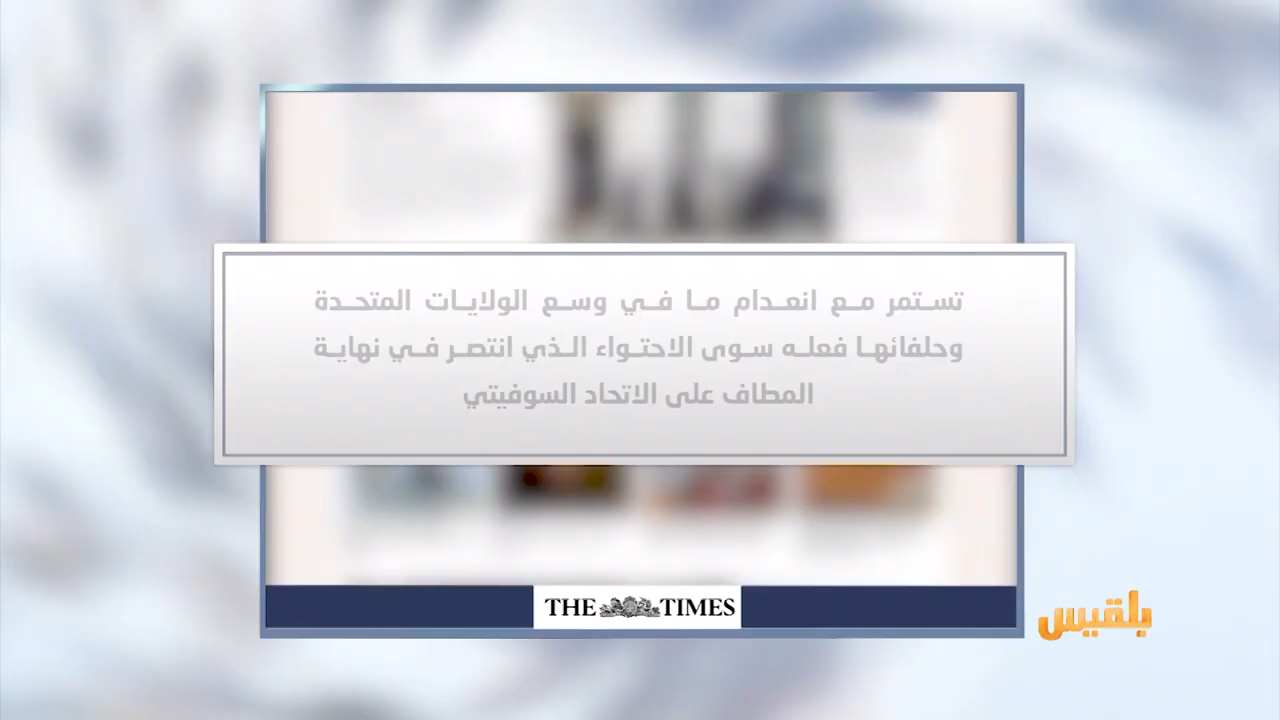 تستمر مع انعدام ما في وسع الولايات المتحدة
وحلفائها فعله سوى الاحتواء الذي انتصر في نهاية
المطاف على الاتحاد السوفيتي
THE TIMES
بلقيس